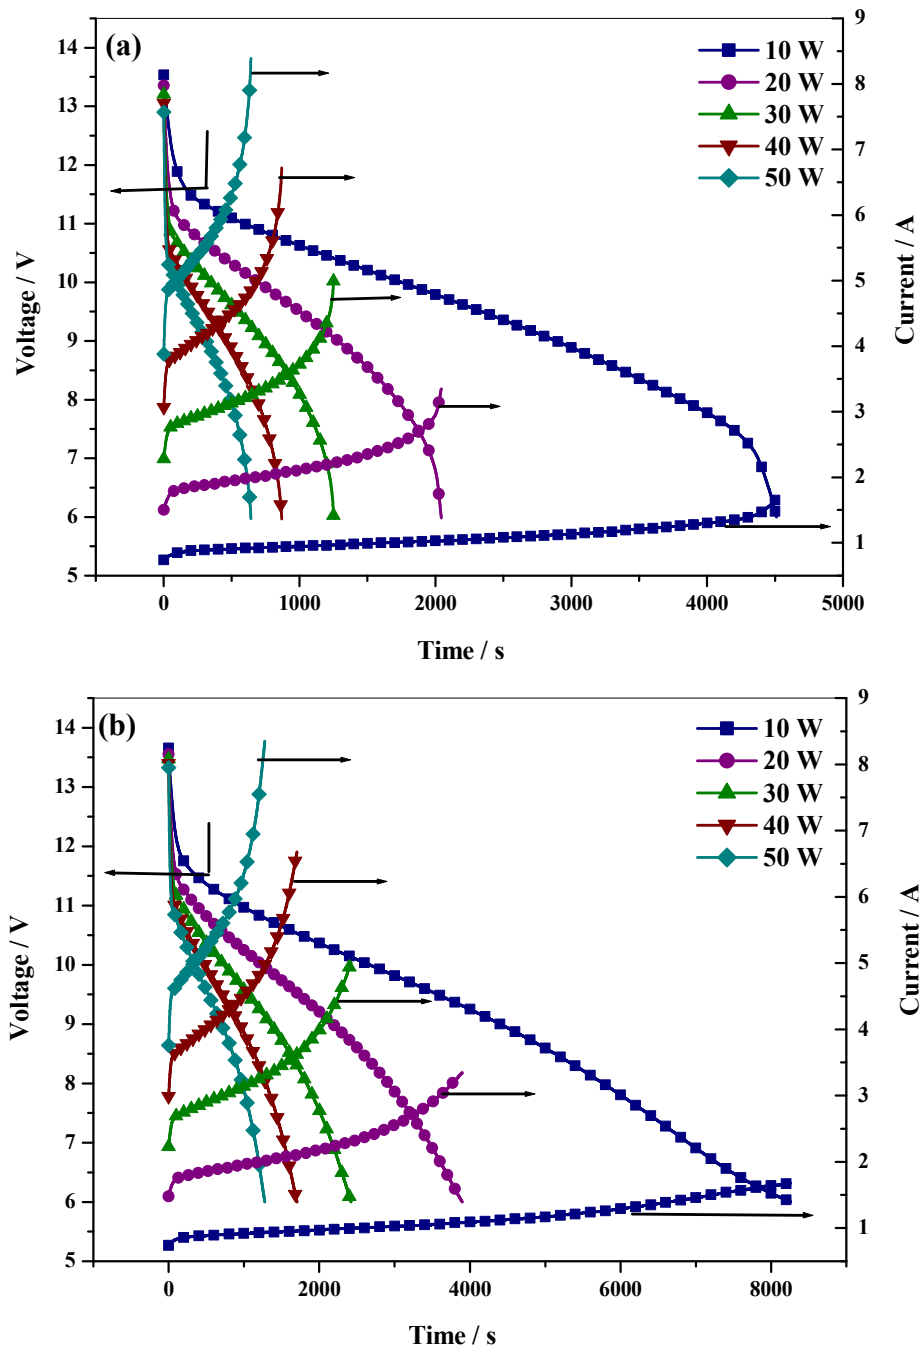 (a)
10 W
20 W
30 W
40 W
50 W
14
13
12
11
10
9
8
7
6
5
Voltage / V
9
8
7
6
5
4
3
2
1
Current / A
0 1000 2000 3000 4000 5000
Time / s
(b)
10 W
20 W
30 W
40 W
50 W
14
13
12
11
10
9
8
7
6
5
Voltage / V
9
8
7
6
5
4
3
2
1
Current / A
0 2000 4000 6000 8000
Time / s